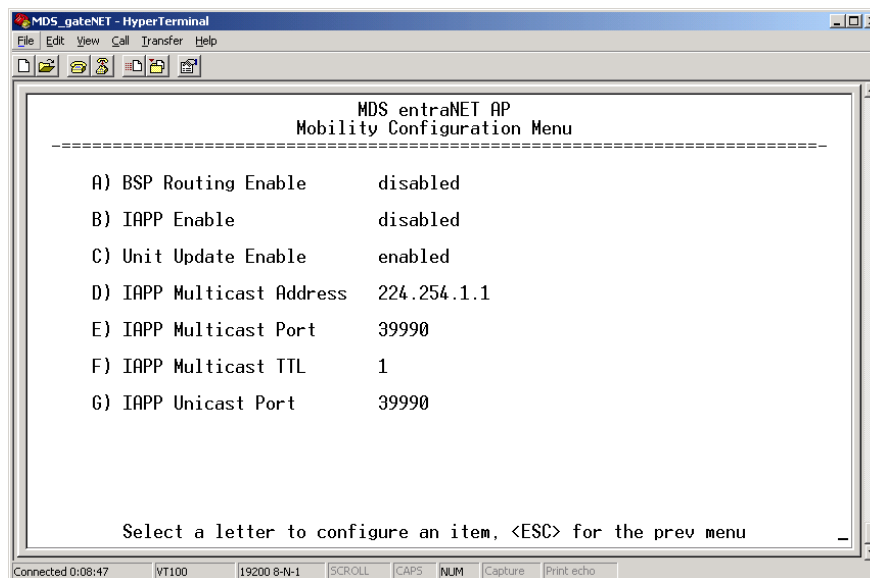 MDS_gateNET - HyperTerminal
File Edit View Call Transfer Help
MDS entraNET AP
Mobility Configuration Menu
-==========================================================================-
A) BSP Routing Enable disabled
B) IAPP Enable disabled
C) Unit Update Enable enabled
D) IAPP Multicast Address 224.254.1.1
E) IAPP Multicast Port 39990
F) IAPP Multicast TTL 1
G) IAPP Unicast Port 39990
Select a letter to configure an item, <ESC> for the prev menu _
Connected 0:08:47 VT100 19200 8-N-1 SCROLL CAPS NUM Capture Print echo